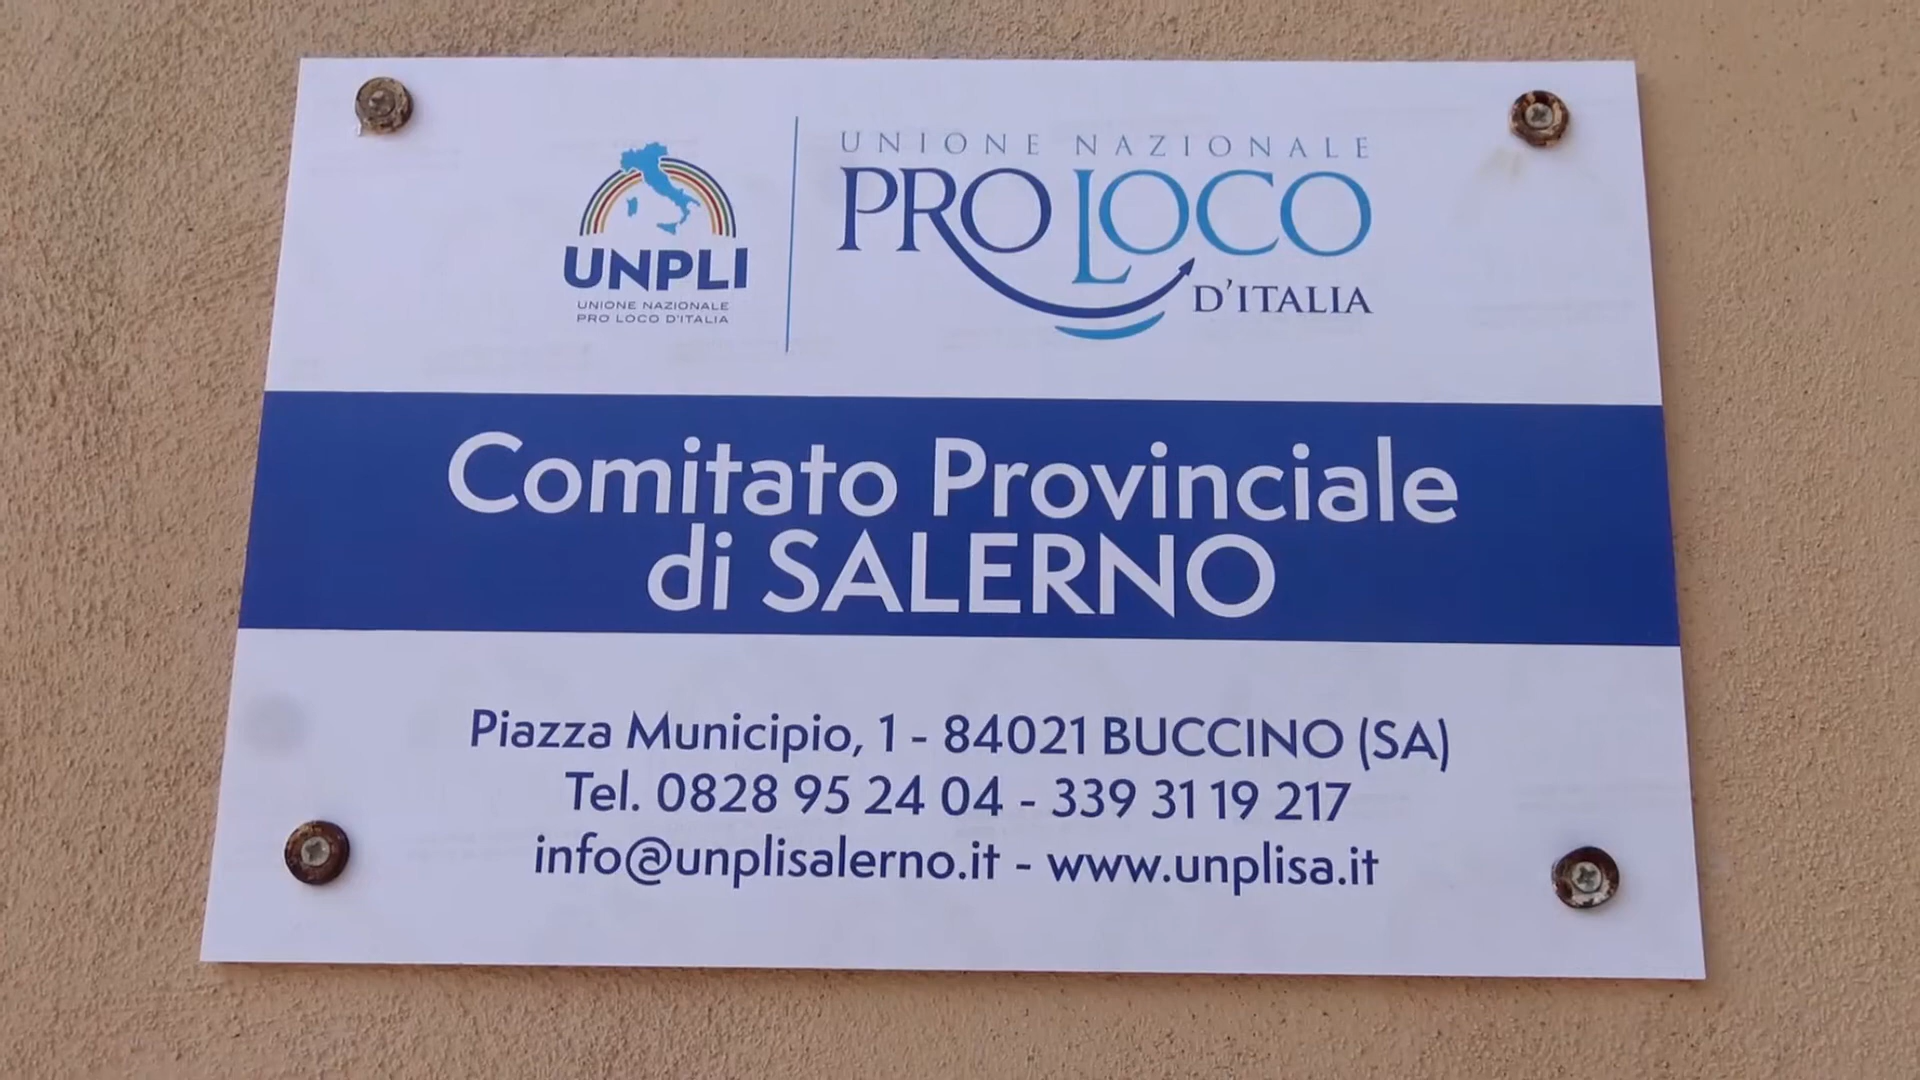 UNPLI
UNIONE NAZIONALE
PRO LOCO D'ITALIA
UNIONE NAZIONALE
PRO LOCO
D'ITALIA
Comitato Provinciale
di SALERNO
Piazza Municipio, 1 - 84021 BUCCINO (SA)
Tel. 0828 95 24 04 - 339 31 19 217
info@unplisalerno.it - www.unplisa.it